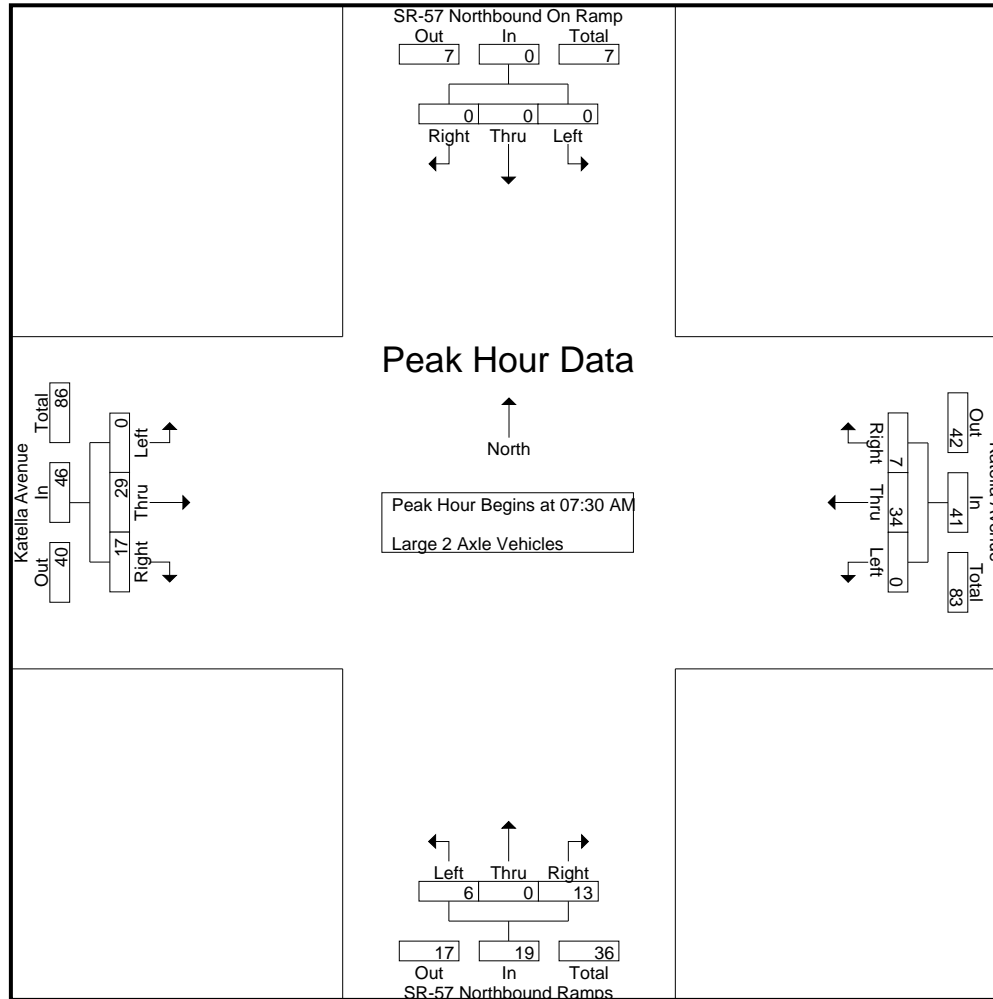 SR-57 Northbound On Ramp
Out In Total
7 0 7
0 0 0
Right Thru Left
Peak Hour Data
North
Peak Hour Begins at 07:30 AM
Large 2 Axle Vehicles
Katella Avenue
Out In Total
40 46 86
17 29 0
Right Thru Left
Right Thru Left
7 34 0
Out In Total
42 41 83
Katella Avenue
Left Thru Right
6 0 13
17 19 36
Out In Total
SR-57 Northbound Ramps